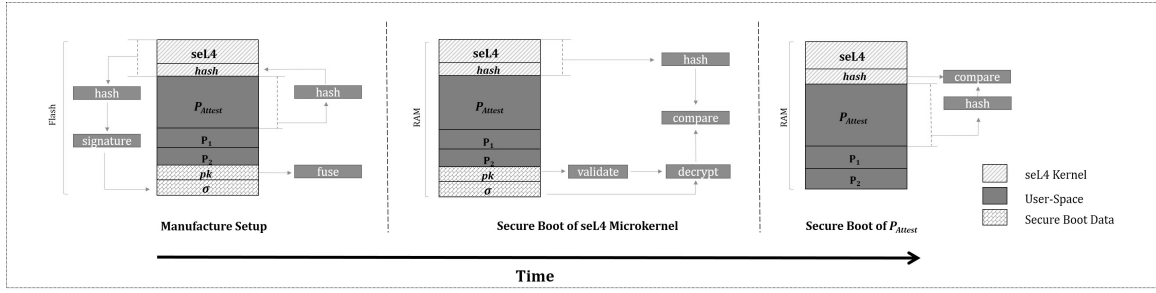 Flash
seL4
hash
P_Attest
P₁
P₂
pk
σ
hash
signature
hash
fuse
Manufacture Setup
RAM
seL4
hash
P_Attest
P₁
P₂
pk
σ
hash
compare
validate
decrypt
Secure Boot of seL4 Microkernel
RAM
seL4
hash
P_Attest
P₁
P₂
compare
hash
Secure Boot of P_Attest
seL4 Kernel
User-Space
Secure Boot Data
Time